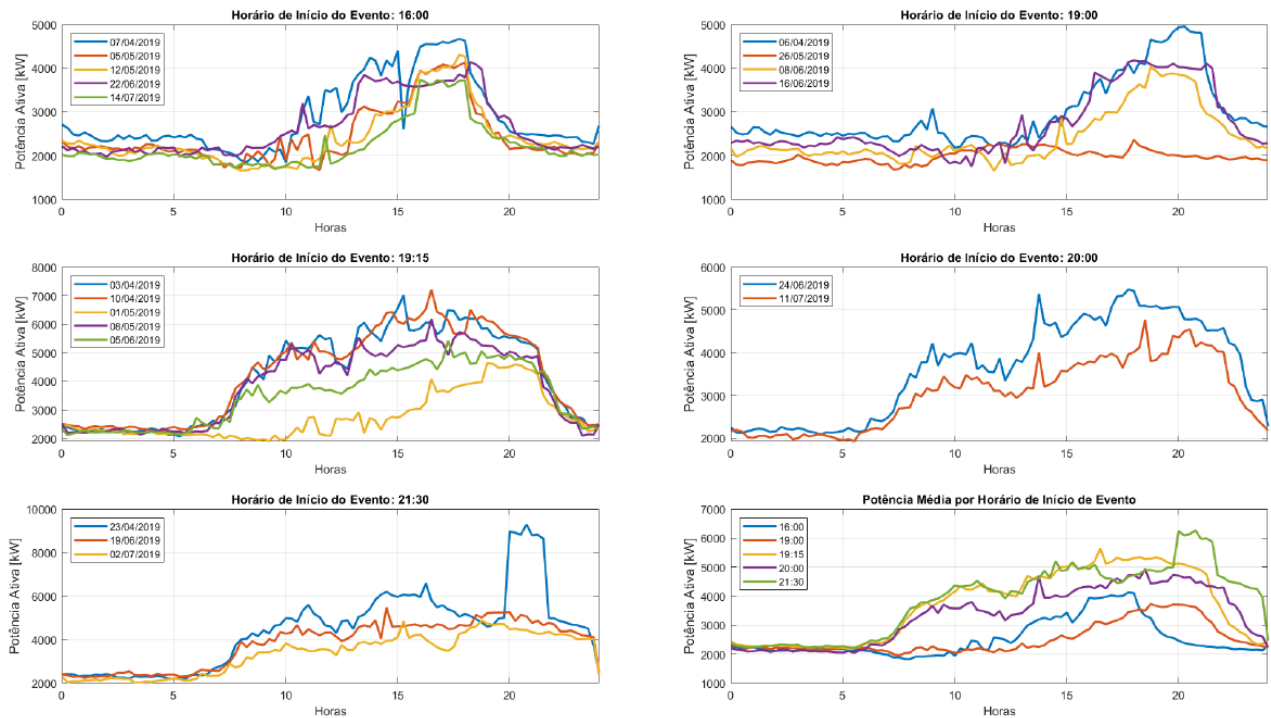 Horário de Início do Evento: 16:00
Potência Ativa [kW]
5000
4000
3000
2000
1000
07/04/2019
05/05/2019
12/05/2019
22/06/2019
14/07/2019
0 5 10 15 20
Horas
Horário de Início do Evento: 19:00
Potência Ativa [kW]
5000
4000
3000
2000
1000
06/04/2019
26/05/2019
08/06/2019
16/06/2019
0 5 10 15 20
Horas
Horário de Início do Evento: 19:15
Potência Ativa [kW]
8000
7000
6000
5000
4000
3000
2000
03/04/2019
10/04/2019
01/05/2019
08/05/2019
05/06/2019
0 5 10 15 20
Horas
Horário de Início do Evento: 20:00
Potência Ativa [kW]
6000
5000
4000
3000
2000
24/06/2019
11/07/2019
0 5 10 15 20
Horas
Horário de Início do Evento: 21:30
Potência Ativa [kW]
10000
8000
6000
4000
2000
23/04/2019
19/06/2019
02/07/2019
0 5 10 15 20
Horas
Potência Média por Horário de Início de Evento
Potência Ativa [kW]
7000
6000
5000
4000
3000
2000
1000
16:00
19:00
19:15
20:00
21:30
0 5 10 15 20
Horas